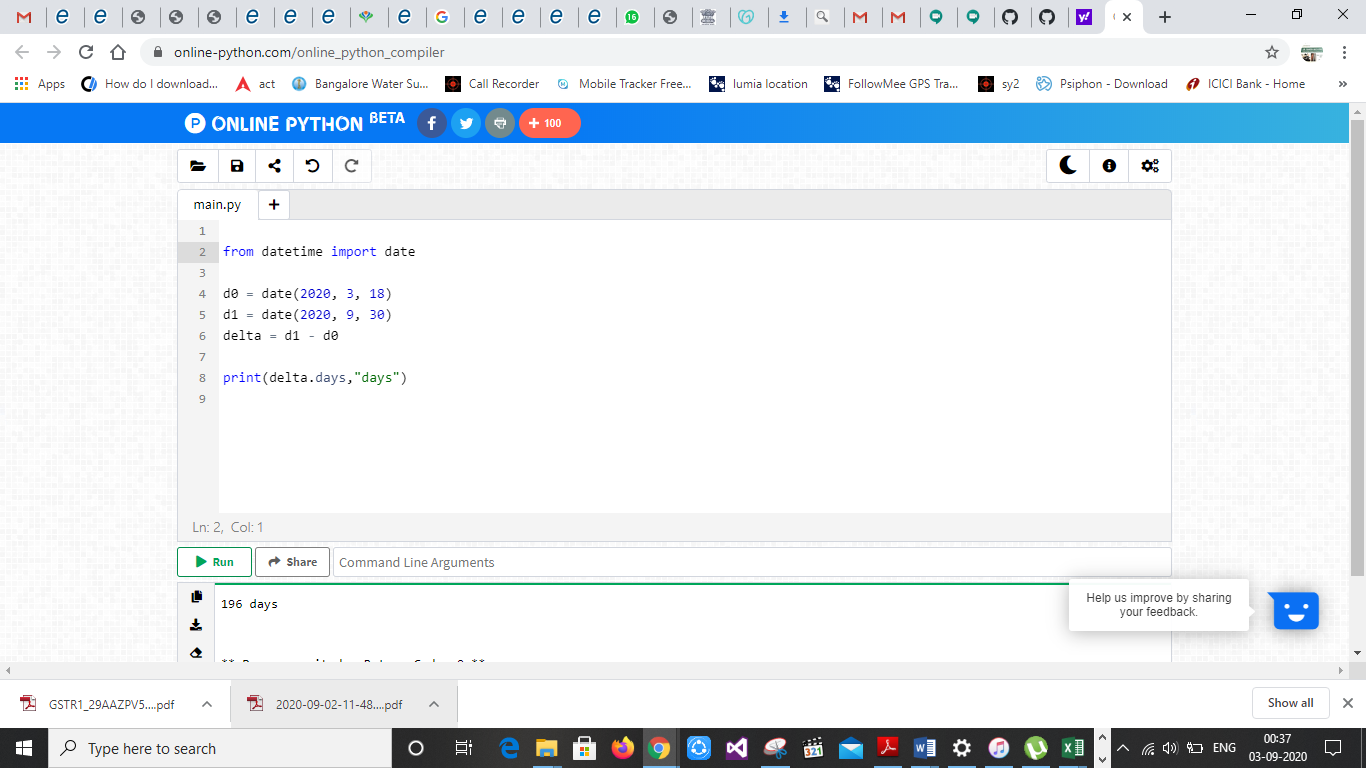 16
online-python.com/online_python_compiler
Apps
How do I download...
act
Bangalore Water Su...
Call Recorder
Mobile Tracker Free...
lumia location
FollowMee GPS Tra...
sy2
Psiphon - Download
ICICI Bank - Home
»
P ONLINE PYTHON BETA
+ 100
main.py
+
1
2 from datetime import date
3
4 d0 = date(2020, 3, 18)
5 d1 = date(2020, 9, 30)
6 delta = d1 - d0
7
8 print(delta.days,"days")
9
Ln: 2, Col: 1
Run
Share
Command Line Arguments
196 days
Help us improve by sharing
your feedback.
GSTR1_29AAZPV5....pdf
2020-09-02-11-48....pdf
Show all
Type here to search
321
ENG
00:37
03-09-2020